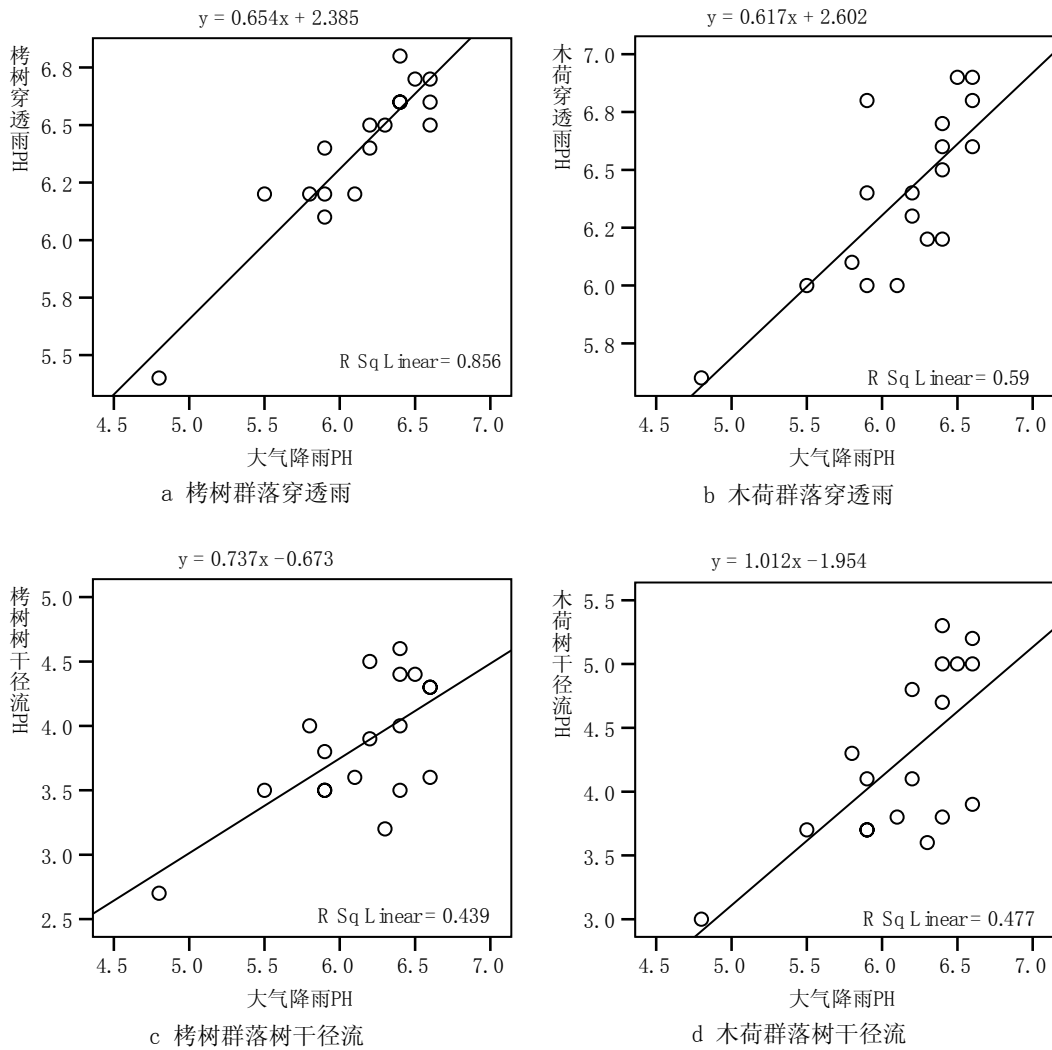 y = 0.654x + 2.385
栲树穿透雨PH
6.8
6.5
6.2
6.0
5.8
5.5
R Sq Linear = 0.856
4.5 5.0 5.5 6.0 6.5 7.0
大气降雨PH
a 栲树群落穿透雨
y = 0.617x + 2.602
木荷穿透雨PH
7.0
6.8
6.5
6.2
6.0
5.8
R Sq Linear = 0.59
4.5 5.0 5.5 6.0 6.5 7.0
大气降雨PH
b 木荷群落穿透雨
y = 0.737x −0.673
栲树树干径流PH
5.0
4.5
4.0
3.5
3.0
2.5
R Sq Linear = 0.439
4.5 5.0 5.5 6.0 6.5 7.0
大气降雨PH
c 栲树群落树干径流
y = 1.012x −1.954
木荷树干径流PH
5.5
5.0
4.5
4.0
3.5
3.0
R Sq Linear = 0.477
4.5 5.0 5.5 6.0 6.5 7.0
大气降雨PH
d 木荷群落树干径流